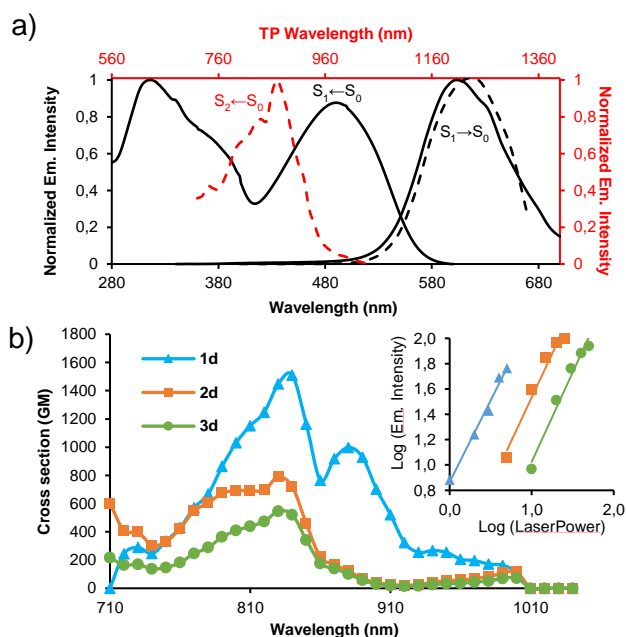 a)
TP Wavelength (nm)
560 760 960 1160 1360
Normalized Em. Intensity
1
0,8
0,6
0,4
0,2
0
S₂←S₀
S₁←S₀
S₁→S₀
1
0,8
0,6
0,4
0,2
0
Normalized Em. Intensity
280 380 480 580 680
Wavelength (nm)
b)
Cross section (GM)
1800
1600
1400
1200
1000
800
600
400
200
0
1d
2d
3d
710 810 910 1010
Wavelength (nm)
Log (Em. Intensity)
2,0
1,8
1,6
1,4
1,2
1,0
0,8
0,0 1,0 2,0
Log (LaserPower)